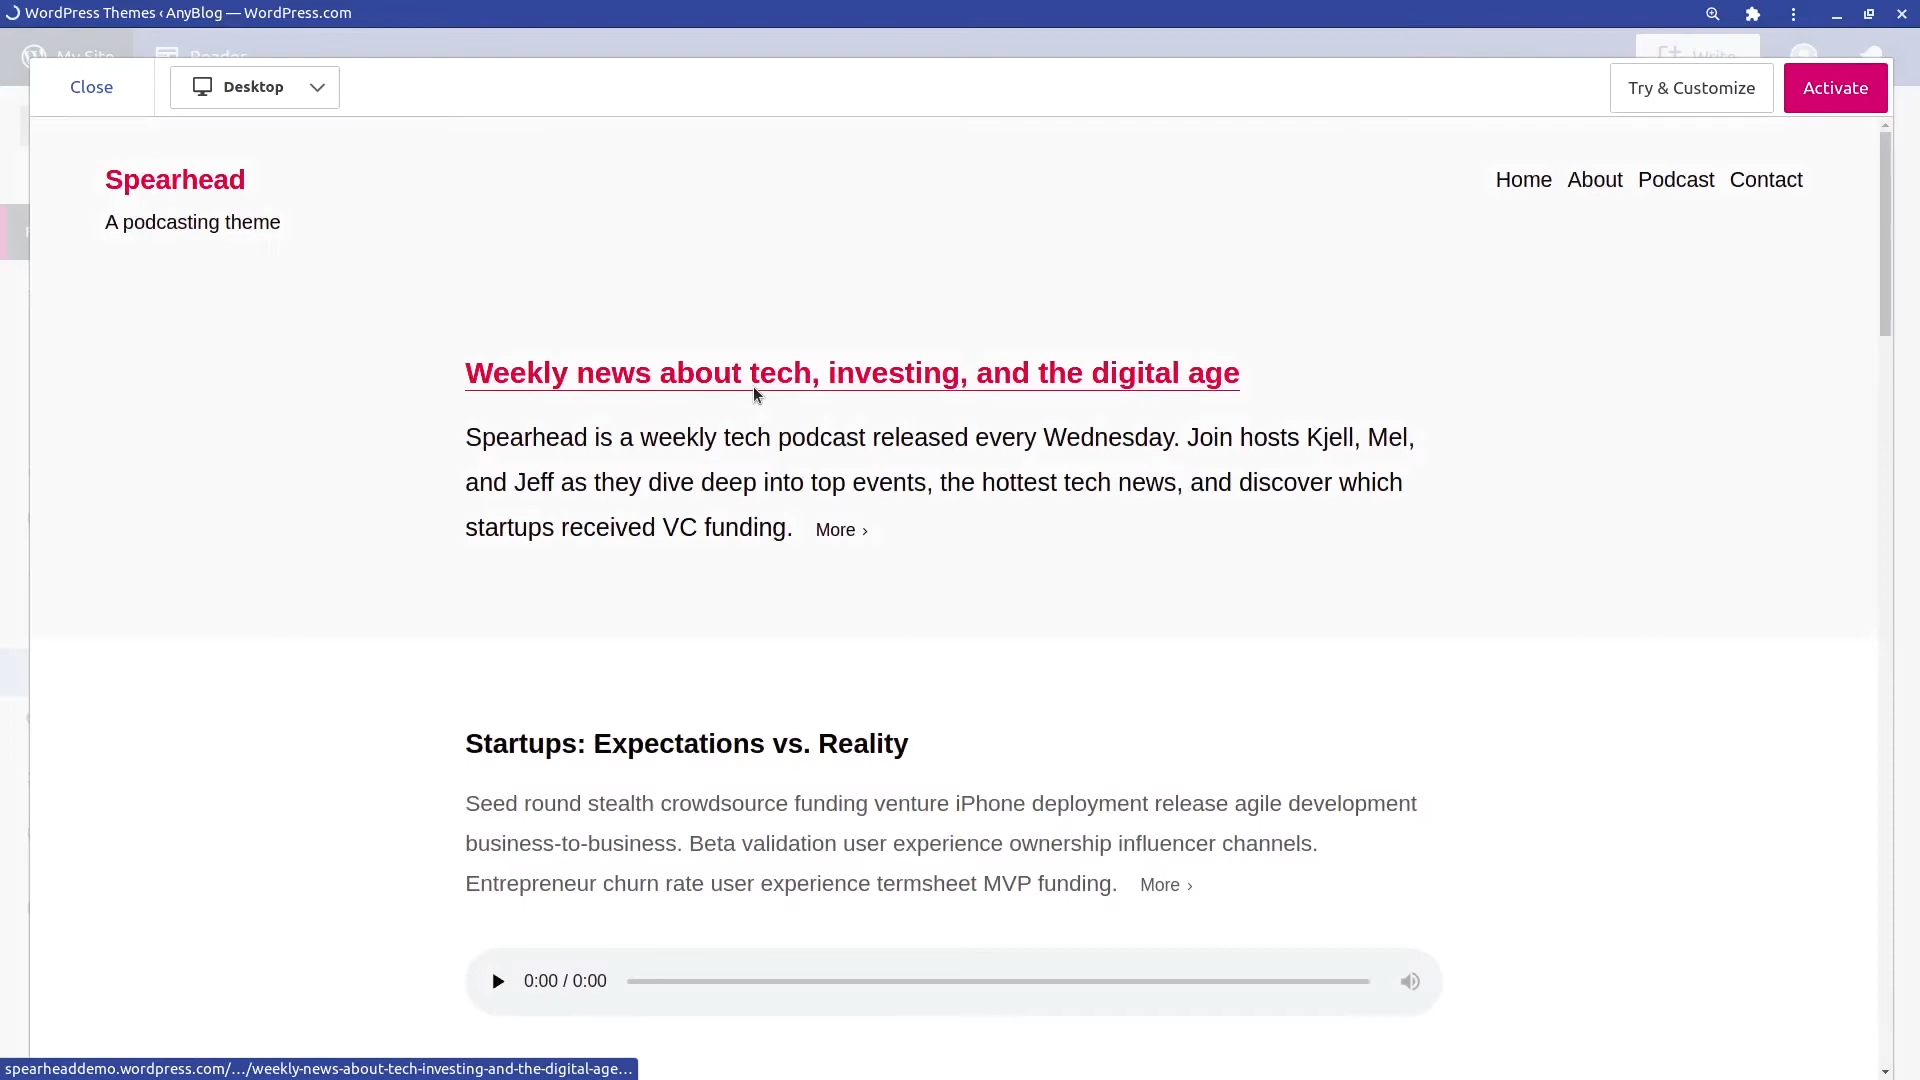 WordPress Themes ‹ AnyBlog — WordPress.com
My Site
Reader
Write
Close
Desktop
Try & Customize
Activate
Spearhead
A podcasting theme
Home
About
Podcast
Contact
Weekly news about tech, investing, and the digital age
Spearhead is a weekly tech podcast released every Wednesday. Join hosts Kjell, Mel,
and Jeff as they dive deep into top events, the hottest tech news, and discover which
startups received VC funding. More ›
Startups: Expectations vs. Reality
Seed round stealth crowdsource funding venture iPhone deployment release agile development
business-to-business. Beta validation user experience ownership influencer channels.
Entrepreneur churn rate user experience termsheet MVP funding. More ›
0:00 / 0:00
spearheaddemo.wordpress.com/…/weekly-news-about-tech-investing-and-the-digital-age…